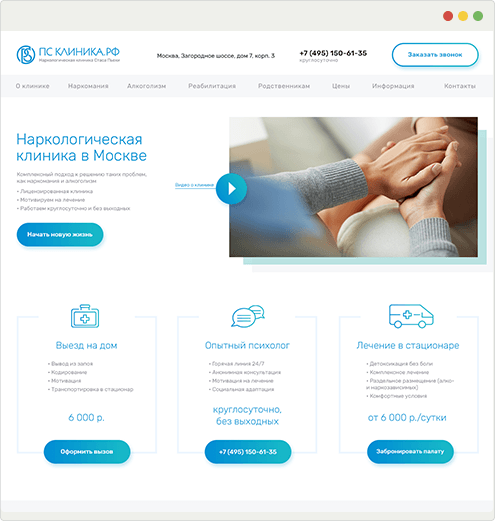 ПС КЛИНИКА.РФ
Наркологическая клиника Стаса Пьехи
Москва, Загородное шоссе, дом 7, корп. 3
+7 (495) 150-61-35
круглосуточно
Заказать звонок
О клинике Наркомания Алкоголизм Реабилитация Родственникам Цены Информация Контакты
Наркологическая
клиника в Москве
Комплексный подход к решению таких проблем,
как наркомания и алкоголизм
• Лицензированная клиника
• Мотивируем на лечение
• Работаем круглосуточно и без выходных
Видео о клинике
Начать новую жизнь
Выезд на дом
• Вывод из запоя
• Кодирование
• Мотивация
• Транспортировка в стационар
6 000 р.
Оформить вызов
Опытный психолог
• Горячая линия 24/7
• Анонимная консультация
• Мотивация на лечение
• Социальная адаптация
круглосуточно,
без выходных
+7 (495) 150-61-35
Лечение в стационаре
• Детоксикация без боли
• Комплексное лечение
• Раздельное размещение (алко-
и наркозависимых)
• Комфортные условия
от 6 000 р./сутки
Забронировать палату